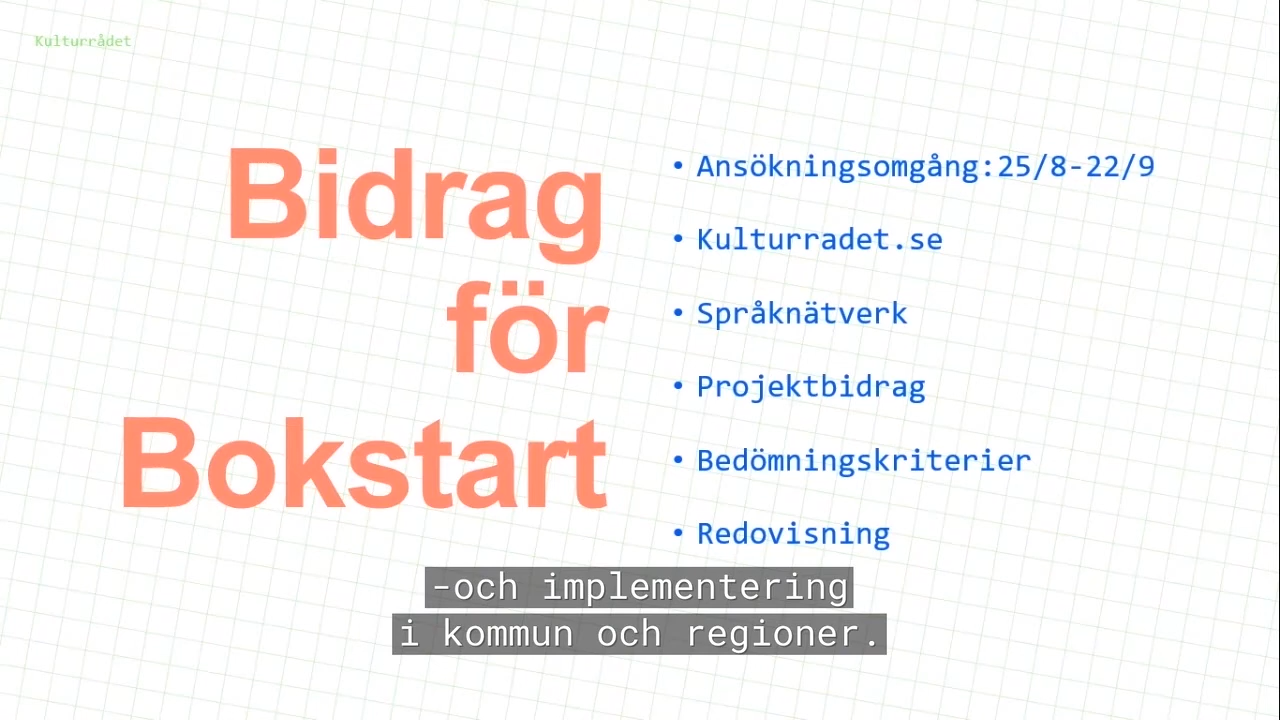 Kulturrådet
Bidrag
för
Bokstart
• Ansökningsomgång:25/8-22/9
• Kulturradet.se
• Språknätverk
• Projektbidrag
• Bedömningskriterier
• Redovisning
-och implementering
i kommun och regioner.